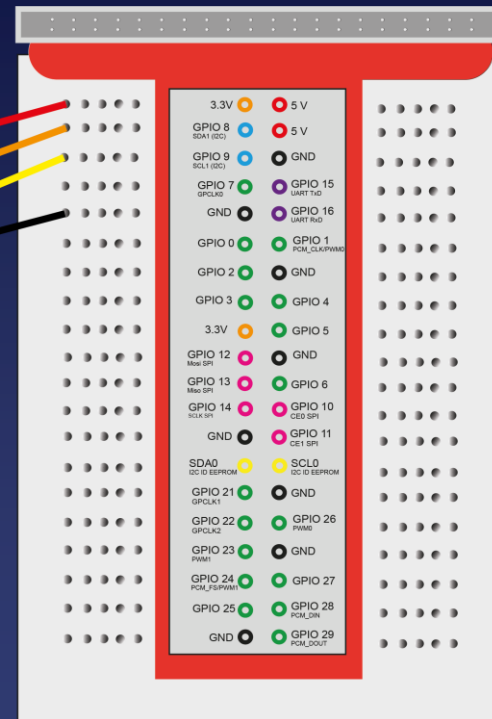 3.3V 5 V
GPIO 8 5 V
SDA1 (I2C)
GPIO 9 GND
SCL1 (I2C)
GPIO 7 GPIO 15
GPCLK0 UART TxD
GND GPIO 16
UART RxD
GPIO 0 GPIO 1
PCM_CLK/PWM0
GPIO 2 GND
GPIO 3 GPIO 4
3.3V GPIO 5
GPIO 12 GND
Mosi SPI
GPIO 13 GPIO 6
Miso SPI
GPIO 14 GPIO 10
SCLK SPI CE0 SPI
GND GPIO 11
CE1 SPI
SDA0 SCL0
I2C ID EEPROM I2C ID EEPROM
GPIO 21 GND
GPCLK1
GPIO 22 GPIO 26
GPCLK2 PWM0
GPIO 23 GND
PWM1
GPIO 24 GPIO 27
PCM_FS/PWM1
GPIO 25 GPIO 28
PCM_DIN
GND GPIO 29
PCM_DOUT